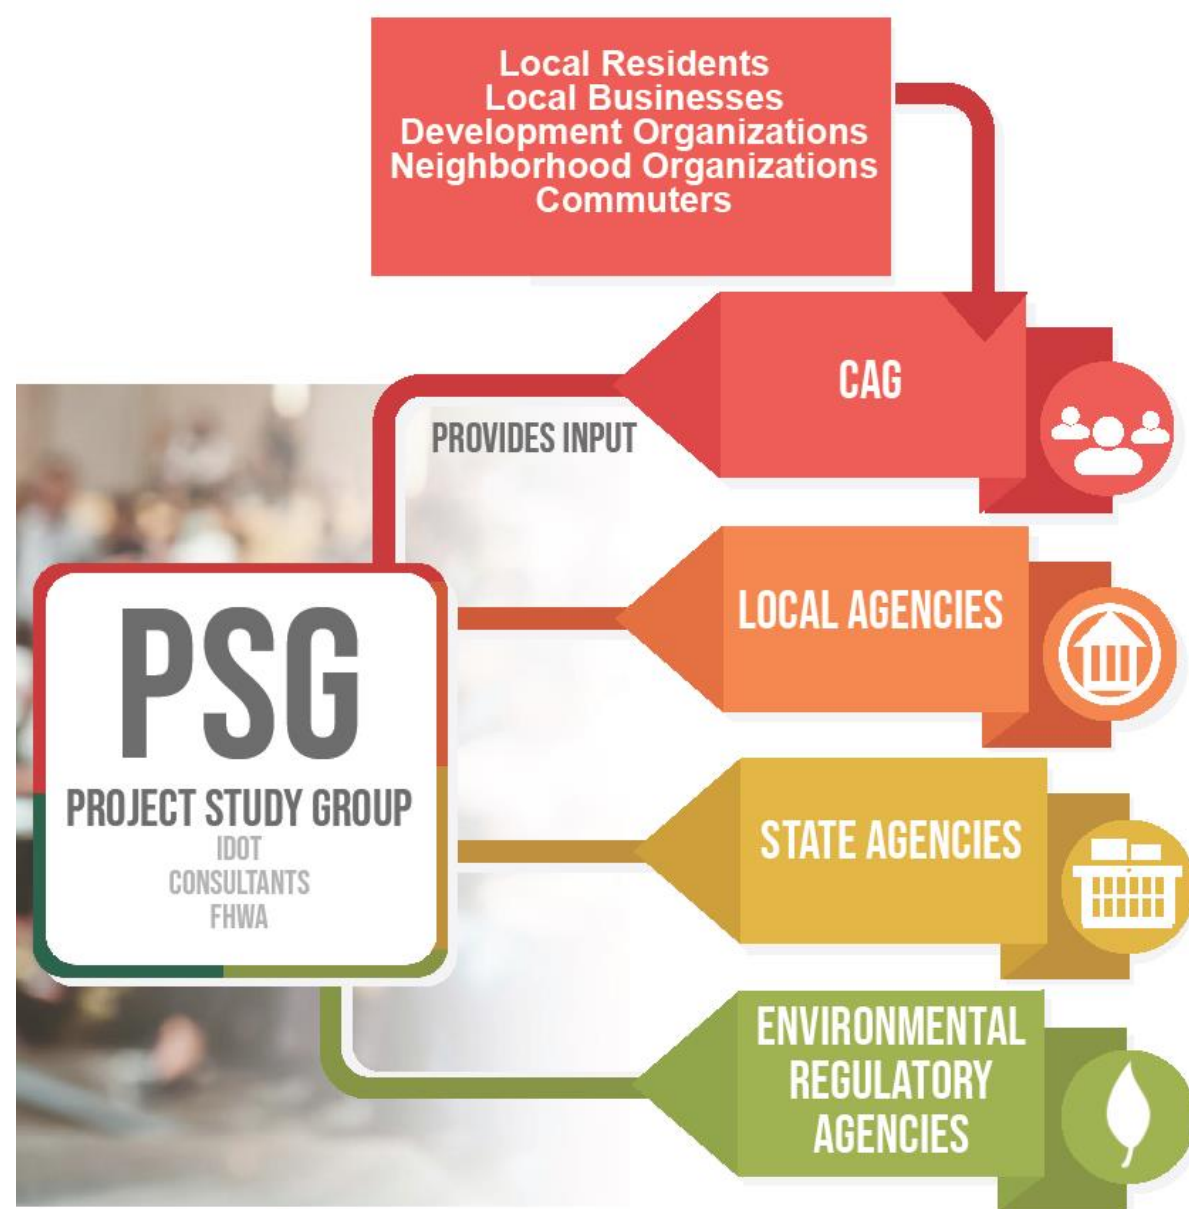 Local Residents
Local Businesses
Development Organizations
Neighborhood Organizations
Commuters
CAG
PROVIDES INPUT
LOCAL AGENCIES
PSG
PROJECT STUDY GROUP
IDOT
CONSULTANTS
FHWA
STATE AGENCIES
ENVIRONMENTAL
REGULATORY
AGENCIES